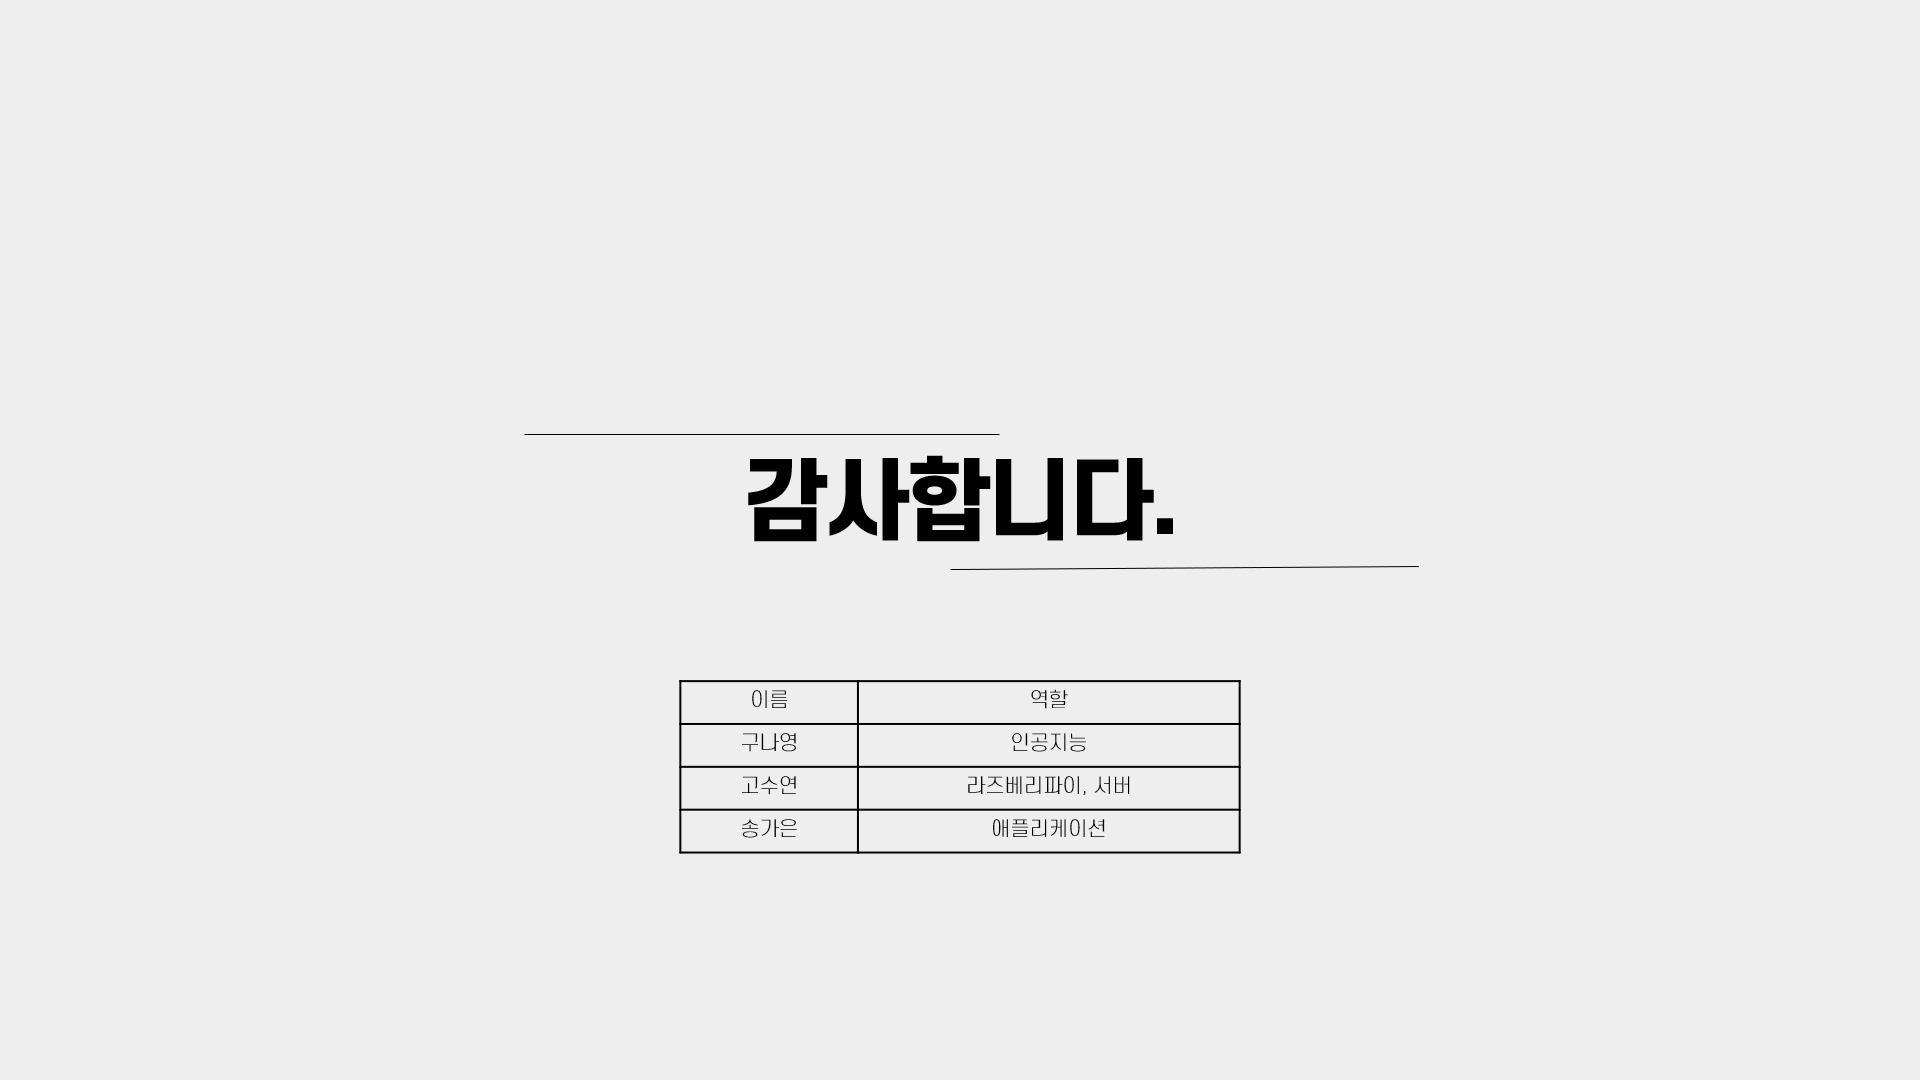 감사합니다.
이름 역할
구나영 인공지능
고수연 라즈베리파이, 서버
송가은 애플리케이션